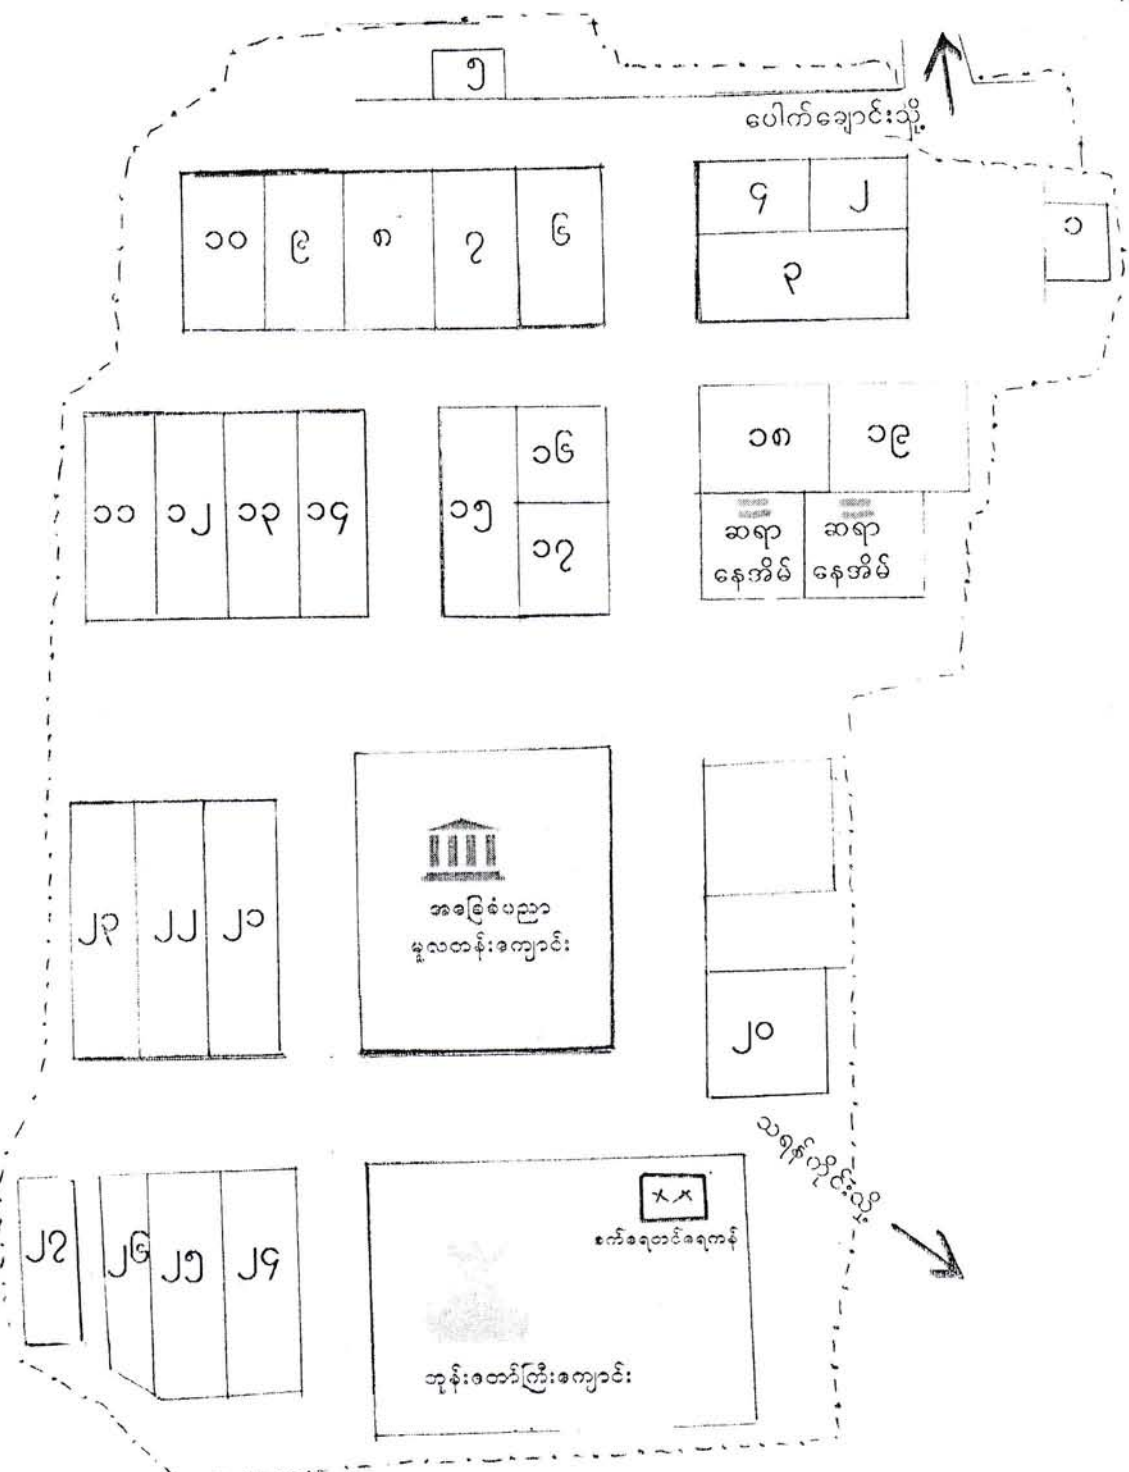 ၅
ပေါက်ချောင်းသို့
၄
၂
၁
၁၀
၉
၈
၇
၆
၃
၁၈
၁၉
၁၆
၁၁
၁၂
၁၃
၁၄
၁၅
၁၇
ဆရာ
နေအိမ်
ဆရာ
နေအိမ်
အခြေခံပညာ
မူလတန်းကျောင်း
၂၃
၂၂
၂၁
၂၀
သရန်တိုင်းသို့
၂၇
၂၆
၂၅
၂၄
xx
စက်ရေတင်ရေကန်
ဘုန်းတော်ကြီးကျောင်း